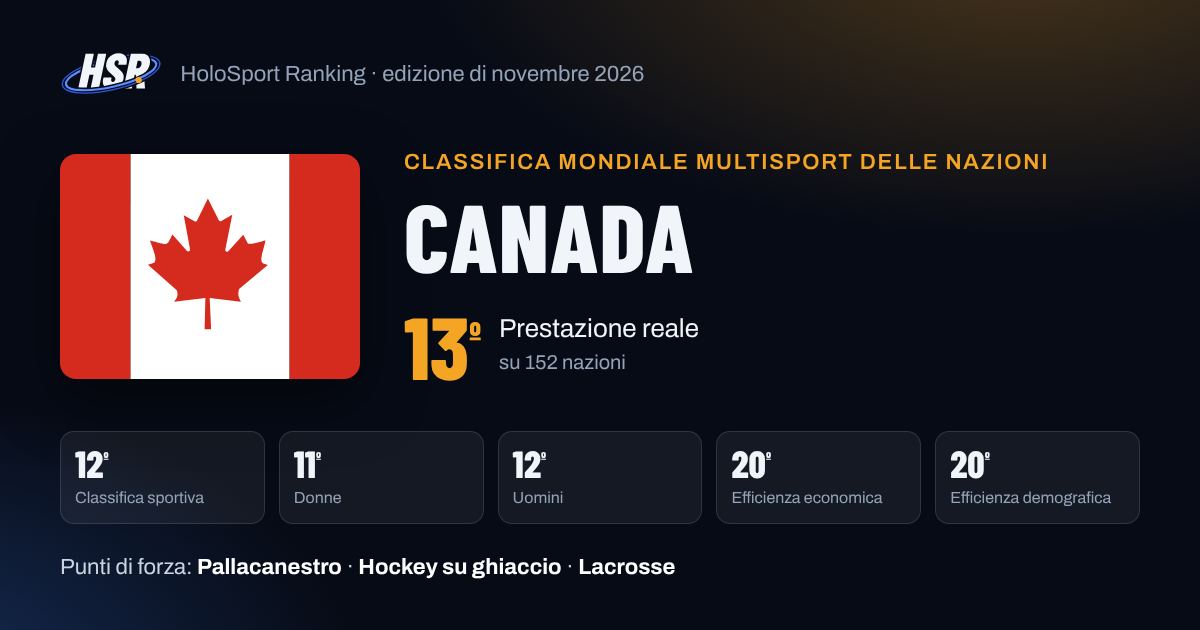 HSR
HoloSport Ranking · edizione di novembre 2026
CLASSIFICA MONDIALE MULTISPORT DELLE NAZIONI
CANADA
13º
Prestazione reale
su 152 nazioni
12º
Classifica sportiva
11º
Donne
12º
Uomini
20º
Efficienza economica
20º
Efficienza demografica
Punti di forza: Pallacanestro · Hockey su ghiaccio · Lacrosse